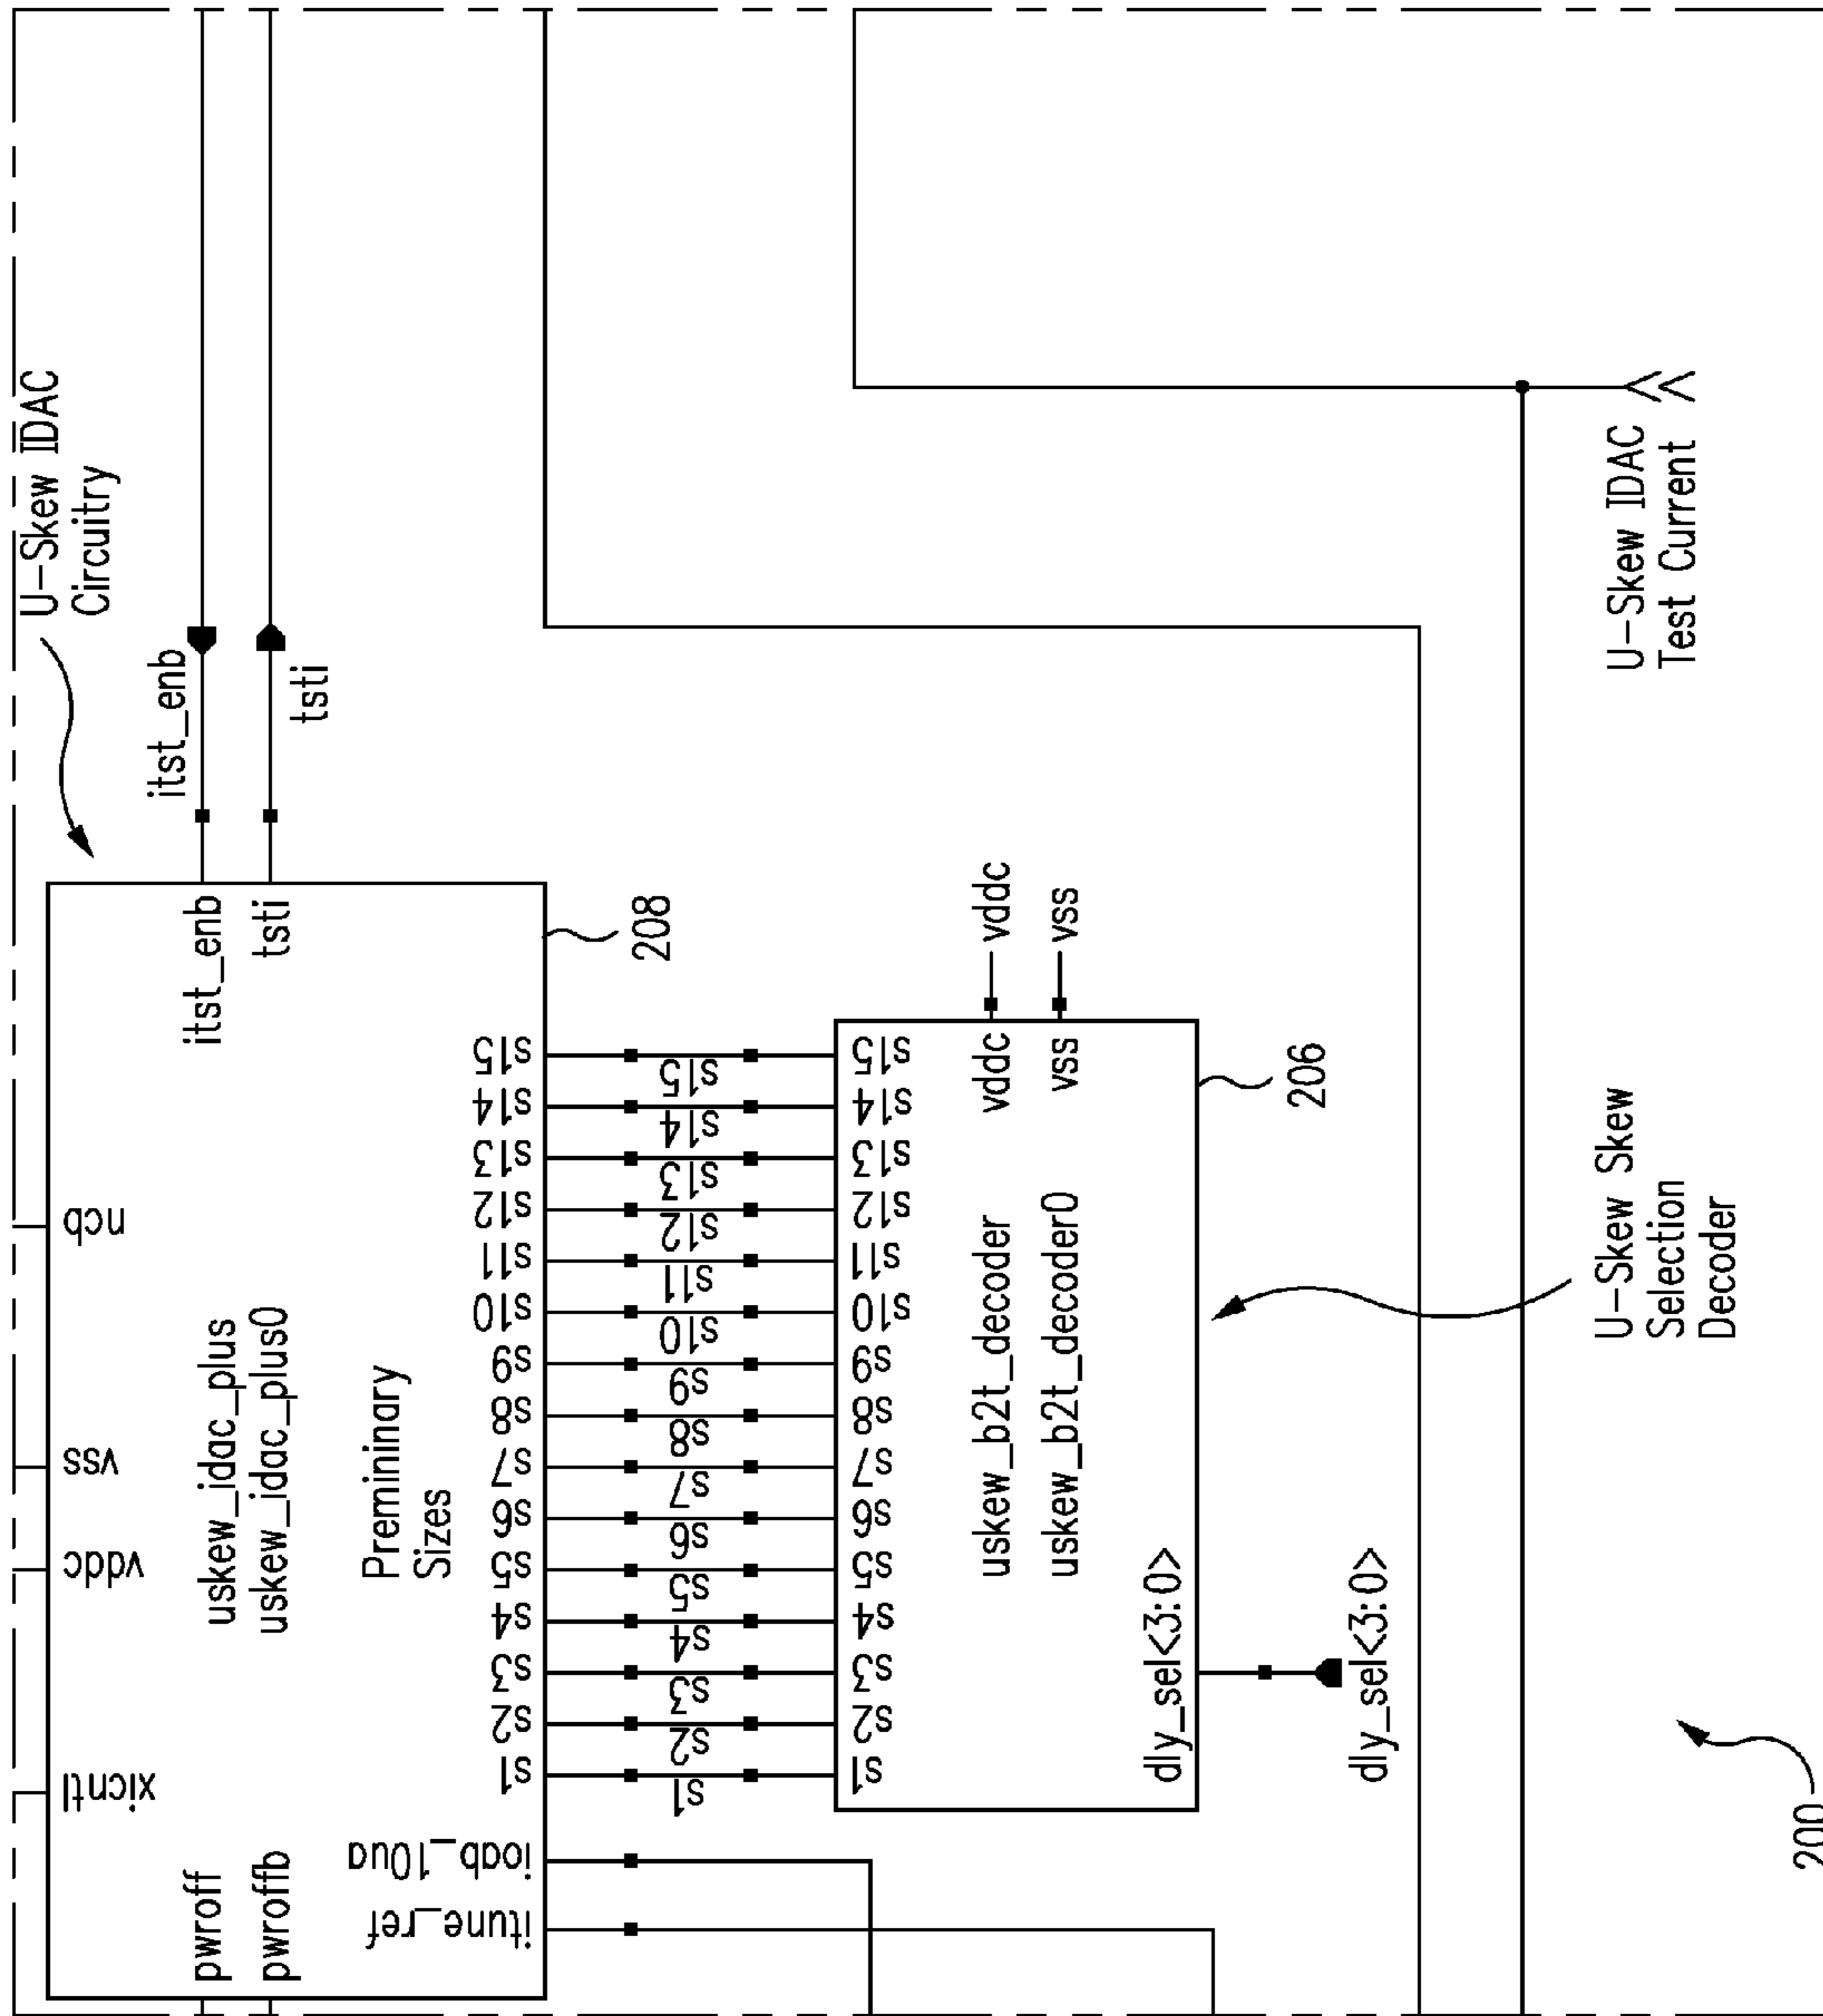 U-Skew IDAC
Circuitry
itst_enb
tsti
pwroff
pwroffb
xicntl
vddc
vss
ncb
itst_enb
tsti
uskew_idac_plus
uskew_idac_plus0
Premininary
Sizes
itune_ref
iodb_10ua
s1
s2
s3
s4
s5
s6
s7
s8
s9
s10
s11
s12
s13
s14
s15
208
s1
s2
s3
s4
s5
s6
s7
s8
s9
s10
s11
s12
s13
s14
s15
s1
s2
s3
s4
s5
s6
s7
s8
s9
s10
s11
s12
s13
s14
s15
uskew_b2t_decoder
uskew_b2t_decoder0
vddc
vss
vddc
vss
dly_sel<3:0>
dly_sel<3:0>
206
U-Skew Skew
Selection
Decoder
U-Skew IDAC
Test Current
200